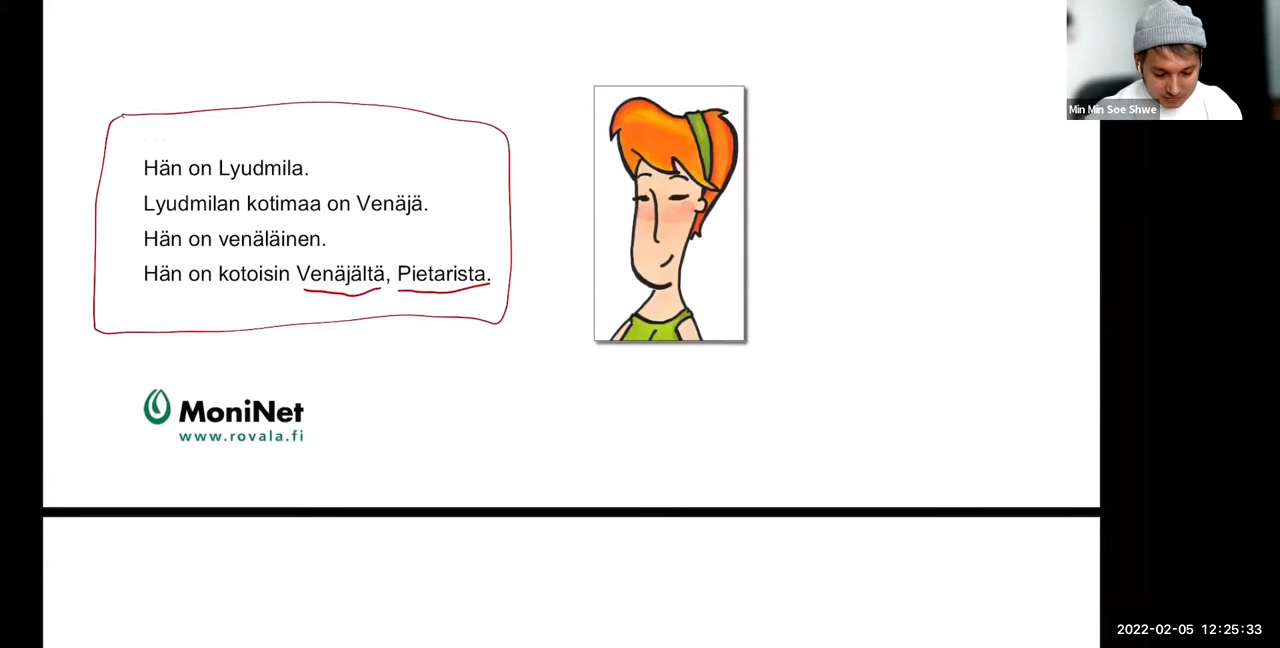 Min Min Soe Shwe
Hän on Lyudmila.
Lyudmilan kotimaa on Venäjä.
Hän on venäläinen.
Hän on kotoisin Venäjältä, Pietarista.
MoniNet
www.rovala.fi
2022-02-05 12:25:33